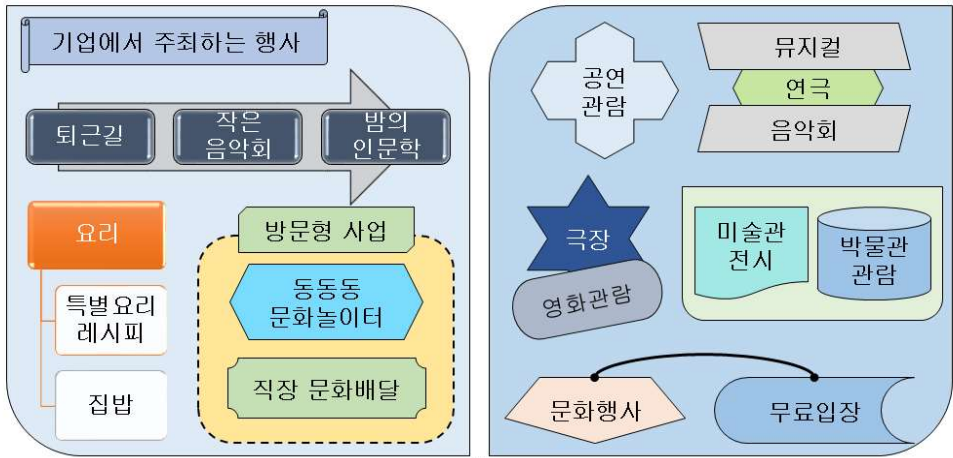 기업에서 주최하는 행사
퇴근길
작은
음악회
밤의
인문학
요리
특별요리
레시피
집밥
방문형 사업
동동동
문화놀이터
직장 문화배달
공연
관람
뮤지컬
연극
음악회
극장
영화관람
미술관
전시
박물관
관람
문화행사
무료입장